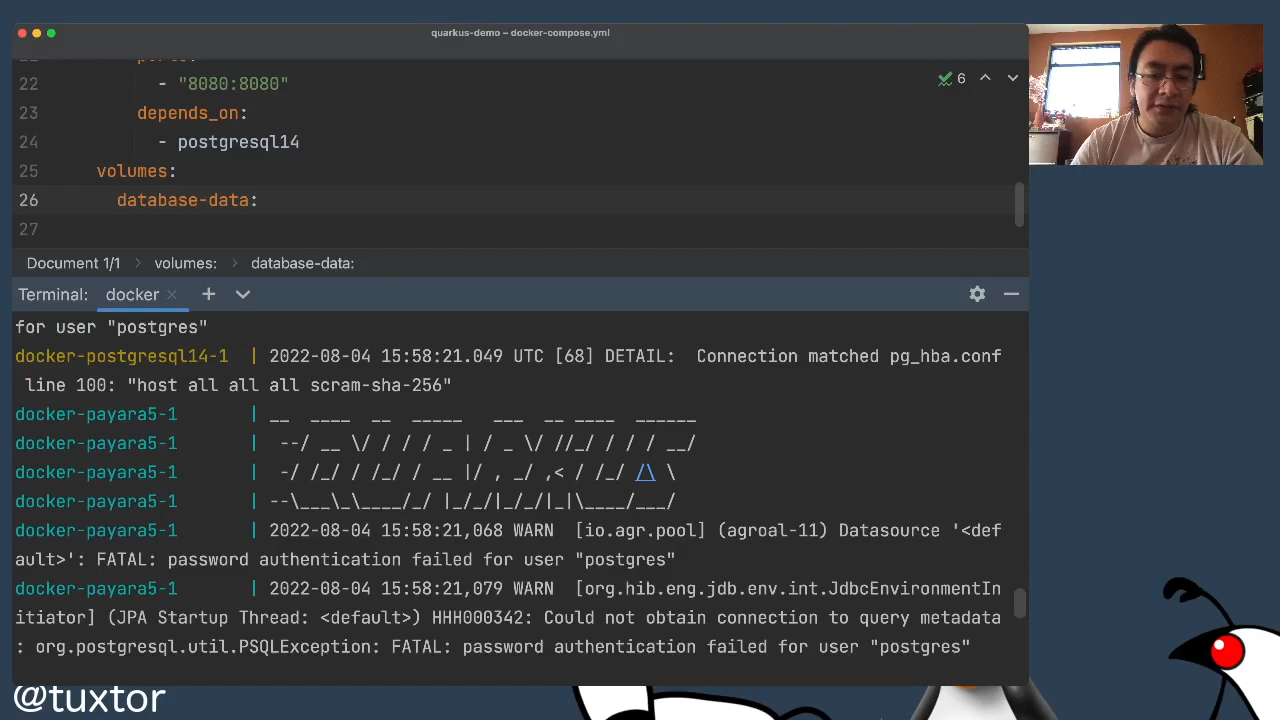 quarkus-demo – docker-compose.yml
22
6
- "8080:8080"
23 depends_on:
24 - postgresql14
25 volumes:
26 database-data:
27
Document 1/1 > volumes: > database-data:
Terminal: docker × +
for user "postgres"
docker-postgresql14-1 | 2022-08-04 15:58:21.049 UTC [68] DETAIL: Connection matched pg_hba.conf
line 100: "host all all all scram-sha-256"
docker-payara5-1 | __ ____ __ _____ ___ __ ____ ______
docker-payara5-1 | --/ __ \/ / / / _ | / _ \/ //_/ / / / __/
docker-payara5-1 | -/ /_/ / /_/ / __ |/ , _/ ,< / /_/ /\ \
docker-payara5-1 | --\___\_\____/_/ |_/_/|_/_/|_|\____/___/
docker-payara5-1 | 2022-08-04 15:58:21,068 WARN [io.agr.pool] (agroal-11) Datasource '<def
ault>': FATAL: password authentication failed for user "postgres"
docker-payara5-1 | 2022-08-04 15:58:21,079 WARN [org.hib.eng.jdb.env.int.JdbcEnvironmentIn
itiator] (JPA Startup Thread: <default>) HHH000342: Could not obtain connection to query metadata
: org.postgresql.util.PSQLException: FATAL: password authentication failed for user "postgres"
@tuxtor